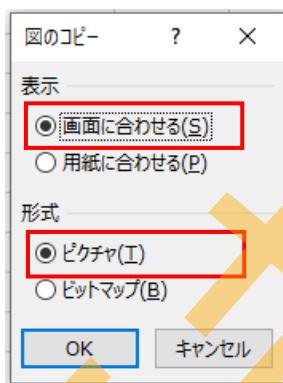 図のコピー ? ×
表示
画面に合わせる(S)
用紙に合わせる(P)
形式
ピクチャ(T)
ビットマップ(B)
OK キャンセル